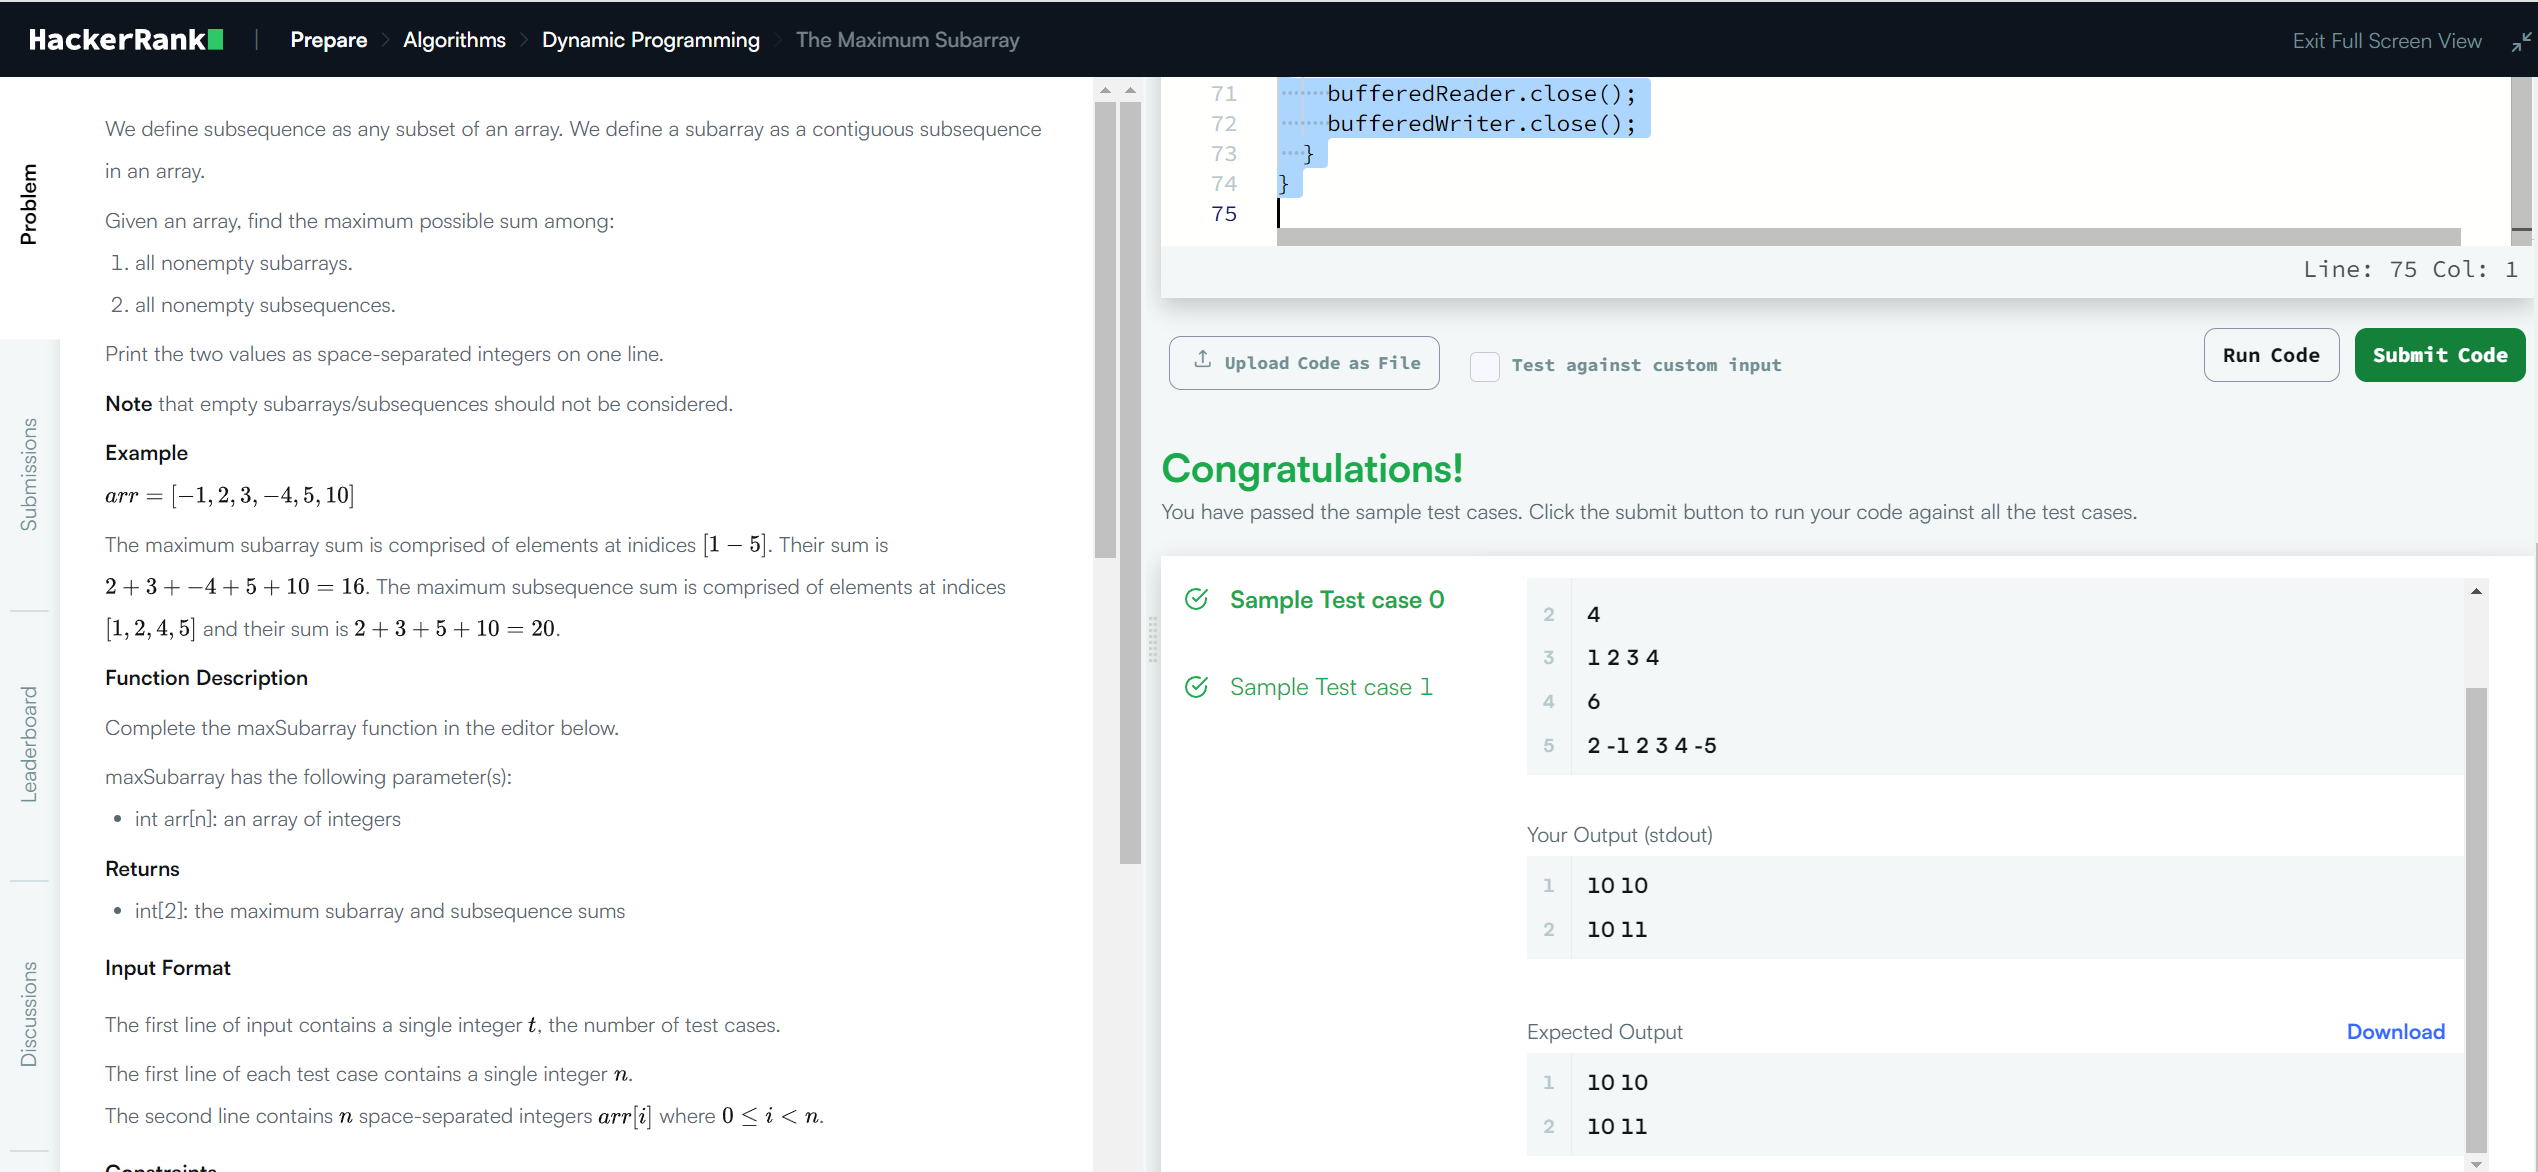 HackerRank | Prepare > Algorithms > Dynamic Programming > The Maximum Subarray
Exit Full Screen View
Problem
Submissions
Leaderboard
Discussions
We define subsequence as any subset of an array. We define a subarray as a contiguous subsequence
in an array.
Given an array, find the maximum possible sum among:
1. all nonempty subarrays.
2. all nonempty subsequences.
Print the two values as space-separated integers on one line.
Note that empty subarrays/subsequences should not be considered.
Example
arr = [−1, 2, 3, −4, 5, 10]
The maximum subarray sum is comprised of elements at inidices [1 − 5]. Their sum is
2 + 3 + −4 + 5 + 10 = 16. The maximum subsequence sum is comprised of elements at indices
[1, 2, 4, 5] and their sum is 2 + 3 + 5 + 10 = 20.
Function Description
Complete the maxSubarray function in the editor below.
maxSubarray has the following parameter(s):
• int arr[n]: an array of integers
Returns
• int[2]: the maximum subarray and subsequence sums
Input Format
The first line of input contains a single integer t, the number of test cases.
The first line of each test case contains a single integer n.
The second line contains n space-separated integers arr[i] where 0 ≤ i < n.
Constraints
71 bufferedReader.close();
72 bufferedWriter.close();
73 }
74 }
75
Line: 75 Col: 1
Upload Code as File
Test against custom input
Run Code
Submit Code
Congratulations!
You have passed the sample test cases. Click the submit button to run your code against all the test cases.
Sample Test case 0
Sample Test case 1
2 4
3 1 2 3 4
4 6
5 2 -1 2 3 4 -5
Your Output (stdout)
1 10 10
2 10 11
Expected Output
Download
1 10 10
2 10 11